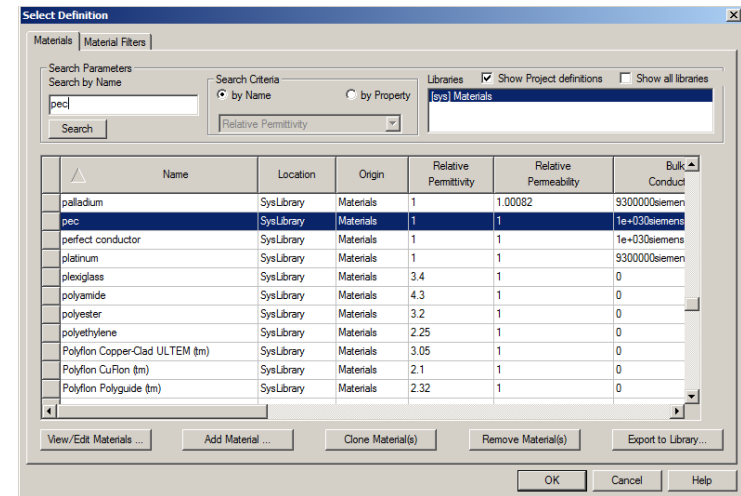 Select Definition
Materials Material Filters
Search Parameters
Search by Name
pec
Search
Search Criteria
by Name by Property
Relative Permittivity
Libraries Show Project definitions Show all libraries
[sys] Materials
Name Location Origin Relative Permittivity Relative Permeability Bulk Conduct
palladium SysLibrary Materials 1 1.00082 9300000siemen
pec SysLibrary Materials 1 1 1e+030siemens
perfect conductor SysLibrary Materials 1 1 1e+030siemens
platinum SysLibrary Materials 1 1 9300000siemen
plexiglass SysLibrary Materials 3.4 1 0
polyamide SysLibrary Materials 4.3 1 0
polyester SysLibrary Materials 3.2 1 0
polyethylene SysLibrary Materials 2.25 1 0
Polyflon Copper-Clad ULTEM (tm) SysLibrary Materials 3.05 1 0
Polyflon CuFlon (tm) SysLibrary Materials 2.1 1 0
Polyflon Polyguide (tm) SysLibrary Materials 2.32 1 0
View/Edit Materials ... Add Material ... Clone Material(s) Remove Material(s) Export to Library...
OK Cancel Help